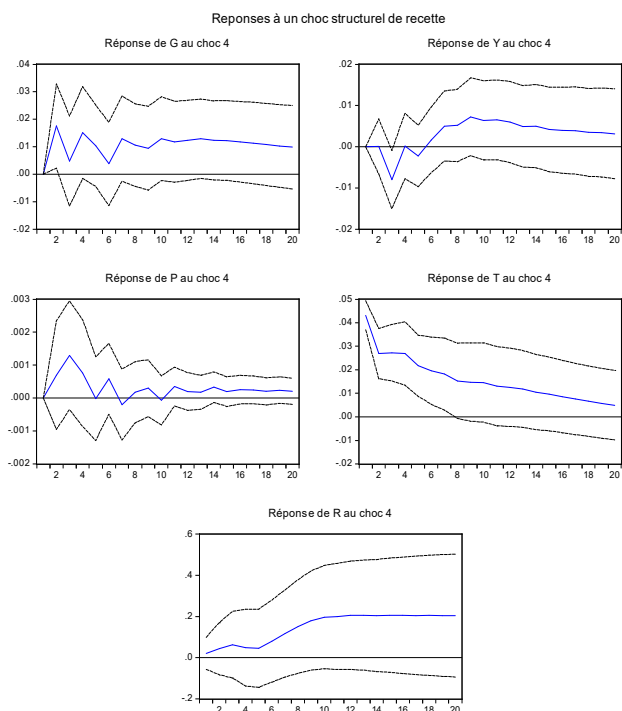 Reponses à un choc structurel de recette
Réponse de G au choc 4
.04
.03
.02
.01
.00
-.01
-.02
2 4 6 8 10 12 14 16 18 20
Réponse de Y au choc 4
.02
.01
.00
-.01
-.02
2 4 6 8 10 12 14 16 18 20
Réponse de P au choc 4
.003
.002
.001
.000
-.001
-.002
2 4 6 8 10 12 14 16 18 20
Réponse de T au choc 4
.05
.04
.03
.02
.01
.00
-.01
-.02
2 4 6 8 10 12 14 16 18 20
Réponse de R au choc 4
.6
.4
.2
.0
-.2
2 4 6 8 10 12 14 16 18 20